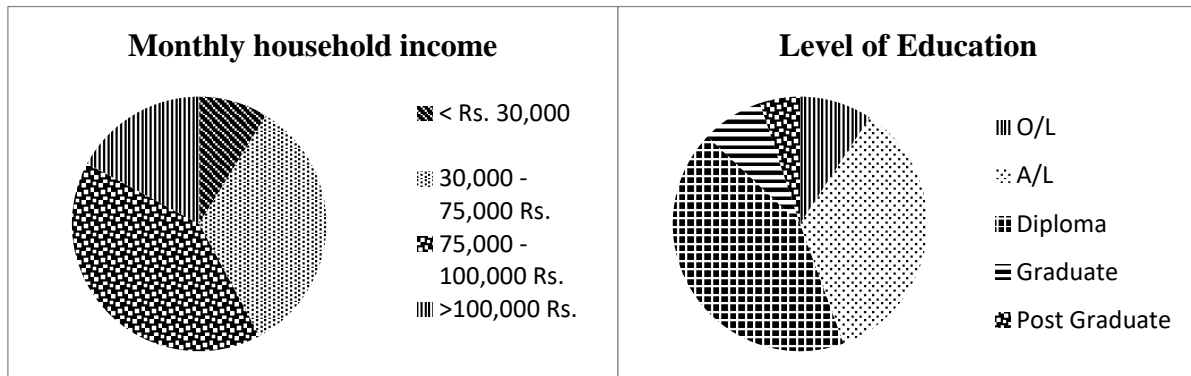 Monthly household income
< Rs. 30,000
30,000 -
75,000 Rs.
75,000 -
100,000 Rs.
>100,000 Rs.
Level of Education
O/L
A/L
Diploma
Graduate
Post Graduate